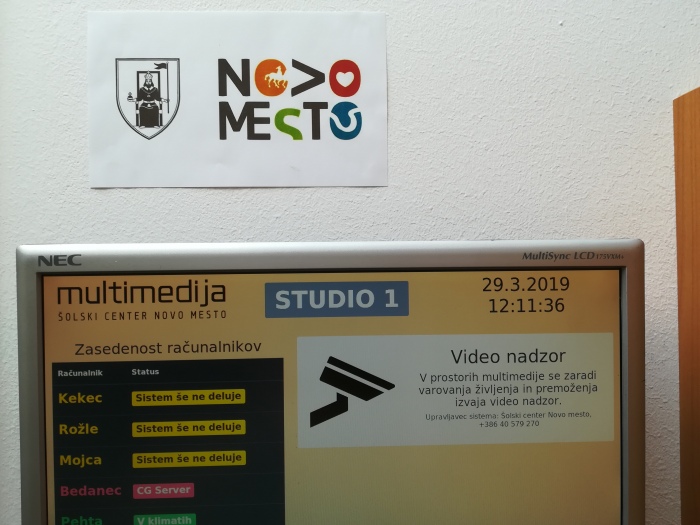 NOVO
MESTO
NEC
MultiSync LCD 175VXM+
multimedija
ŠOLSKI CENTER NOVO MESTO
STUDIO 1
29.3.2019
12:11:36
Zasedenost računalnikov
Računalnik Status
Kekec Sistem še ne deluje
Rožle Sistem še ne deluje
Mojca Sistem še ne deluje
Bedanec CG Server
Pehta V klimatih
Video nadzor
V prostorih multimedije se zaradi
varovanja življenja in premoženja
izvaja video nadzor.
Upravljavec sistema: Šolski center Novo mesto,
+386 40 579 270